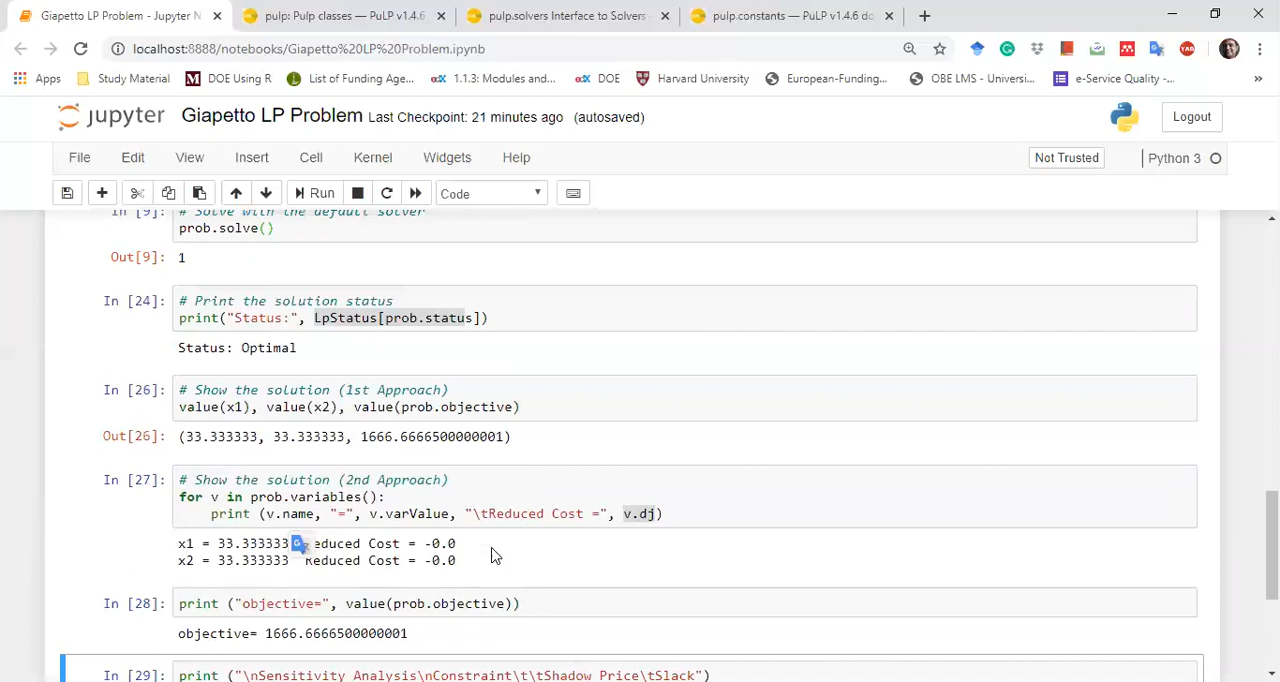 Giapetto LP Problem - Jupyter N
pulp: Pulp classes — PuLP v1.4.6
pulp.solvers Interface to Solvers
pulp.constants — PuLP v1.4.6 do
localhost:8888/notebooks/Giapetto%20LP%20Problem.ipynb
Apps Study Material DOE Using R List of Funding Age... 1.1.3: Modules and... DOE Harvard University European-Funding... OBE LMS - Universi... e-Service Quality -... »
jupyter Giapetto LP Problem Last Checkpoint: 21 minutes ago (autosaved) Logout
File Edit View Insert Cell Kernel Widgets Help Not Trusted Python 3
Run Code
In [9]: # Solve with the default solver
prob.solve()
Out[9]: 1
In [24]: # Print the solution status
print("Status:", LpStatus[prob.status])
Status: Optimal
In [26]: # Show the solution (1st Approach)
value(x1), value(x2), value(prob.objective)
Out[26]: (33.333333, 33.333333, 1666.6666500000001)
In [27]: # Show the solution (2nd Approach)
for v in prob.variables():
print (v.name, "=", v.varValue, "\tReduced Cost =", v.dj)
x1 = 33.333333 educed Cost = -0.0
x2 = 33.333333 Reduced Cost = -0.0
In [28]: print ("objective=", value(prob.objective))
objective= 1666.6666500000001
In [29]: print ("\nSensitivity Analysis\nConstraint\t\tShadow Price\tSlack")